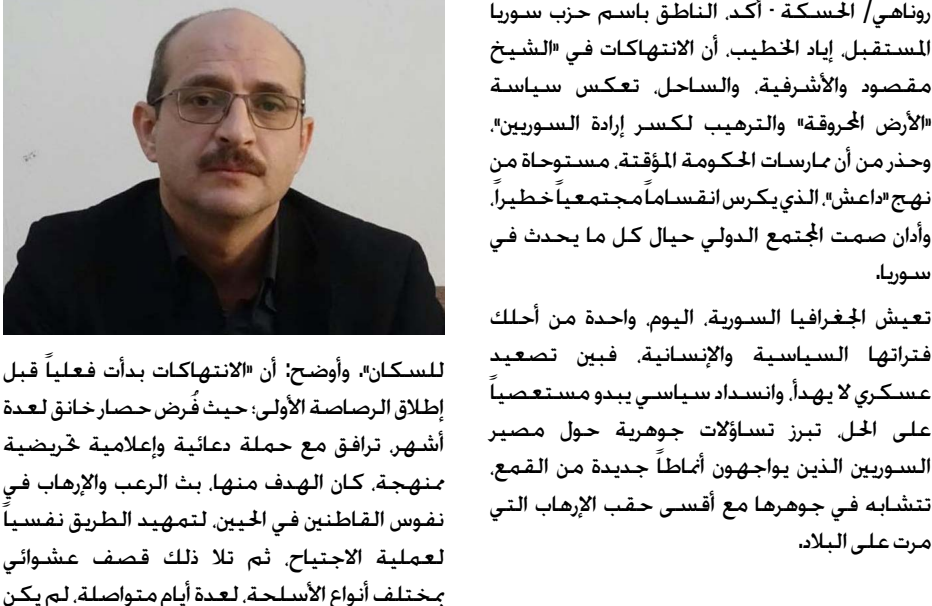 روناهي/ الحسكة - أكد، الناطق باسم حزب سوريا
المستقبل، إياد الخطيب، أن الانتهاكات في "الشيخ
مقصود والأشرفية، والساحل، تعكس سياسة
"الأرض المحروقة" والترهيب لكسر إرادة السوريين"،
وحذر من أن ممارسات الحكومة المؤقتة، مستوحاة من
نهج "داعش"، الذي يكرس انقساماً مجتمعياً خطيراً،
وأدان صمت المجتمع الدولي حيال كل ما يحدث في
سوريا.
تعيش الجغرافيا السورية، اليوم، واحدة من أحلك
فتراتها السياسية والإنسانية، فبين تصعيد
عسكري لا يهدأ، وانسداد سياسي يبدو مستعصياً
على الحل، تبرز تساؤلات جوهرية حول مصير
السوريين الذين يواجهون أنماطاً جديدة من القمع،
تتشابه في جوهرها مع أقسى حقب الإرهاب التي
مرت على البلاد.
للسكان"، وأوضح: أن "الانتهاكات بدأت فعلياً قبل
إطلاق الرصاصة الأولى؛ حيث فُرض حصار خانق لعدة
أشهر، ترافق مع حملة دعائية وإعلامية تحريضية
ممنهجة، كان الهدف منها، بث الرعب والإرهاب في
نفوس القاطنين في الحيين، لتمهيد الطريق نفسياً
لعملية الاجتياح، ثم تلا ذلك قصف عشوائي
بمختلف أنواع الأسلحة، لعدة أيام متواصلة، لم يكن